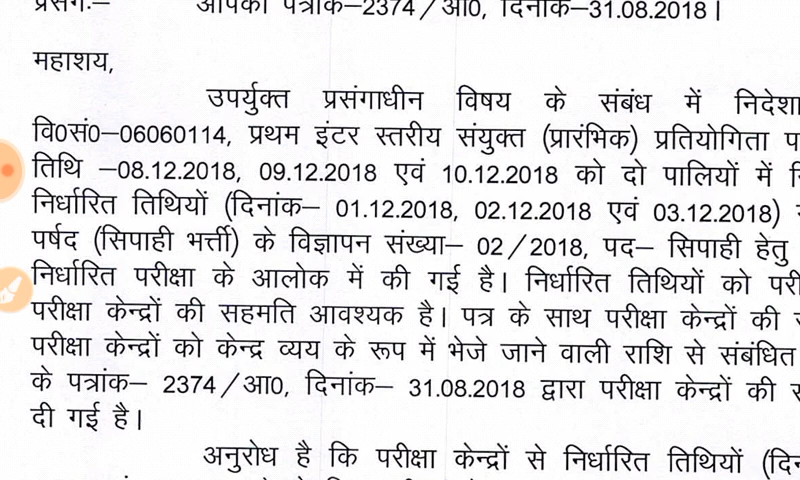 प्रसंग:– आपका पत्रांक–2374/आ0, दिनांक–31.08.2018।
महाशय,
उपर्युक्त प्रसंगाधीन विषय के संबंध में निदेशा
वि0सं0–06060114, प्रथम इंटर स्तरीय संयुक्त (प्रारंभिक) प्रतियोगिता प
तिथि –08.12.2018, 09.12.2018 एवं 10.12.2018 को दो पालियों में
निर्धारित तिथियों (दिनांक– 01.12.2018, 02.12.2018 एवं 03.12.2018)
पर्षद (सिपाही भर्त्ती) के विज्ञापन संख्या– 02/2018, पद– सिपाही हेतु
निर्धारित परीक्षा के आलोक में की गई है। निर्धारित तिथियों को परी
परीक्षा केन्द्रों की सहमति आवश्यक है। पत्र के साथ परीक्षा केन्द्रों की
परीक्षा केन्द्रों को केन्द्र व्यय के रूप में भेजे जाने वाली राशि से संबंधित
के पत्रांक– 2374/आ0, दिनांक– 31.08.2018 द्वारा परीक्षा केन्द्रों की
दी गई है।
अनुरोध है कि परीक्षा केन्द्रों से निर्धारित तिथियों (दिन